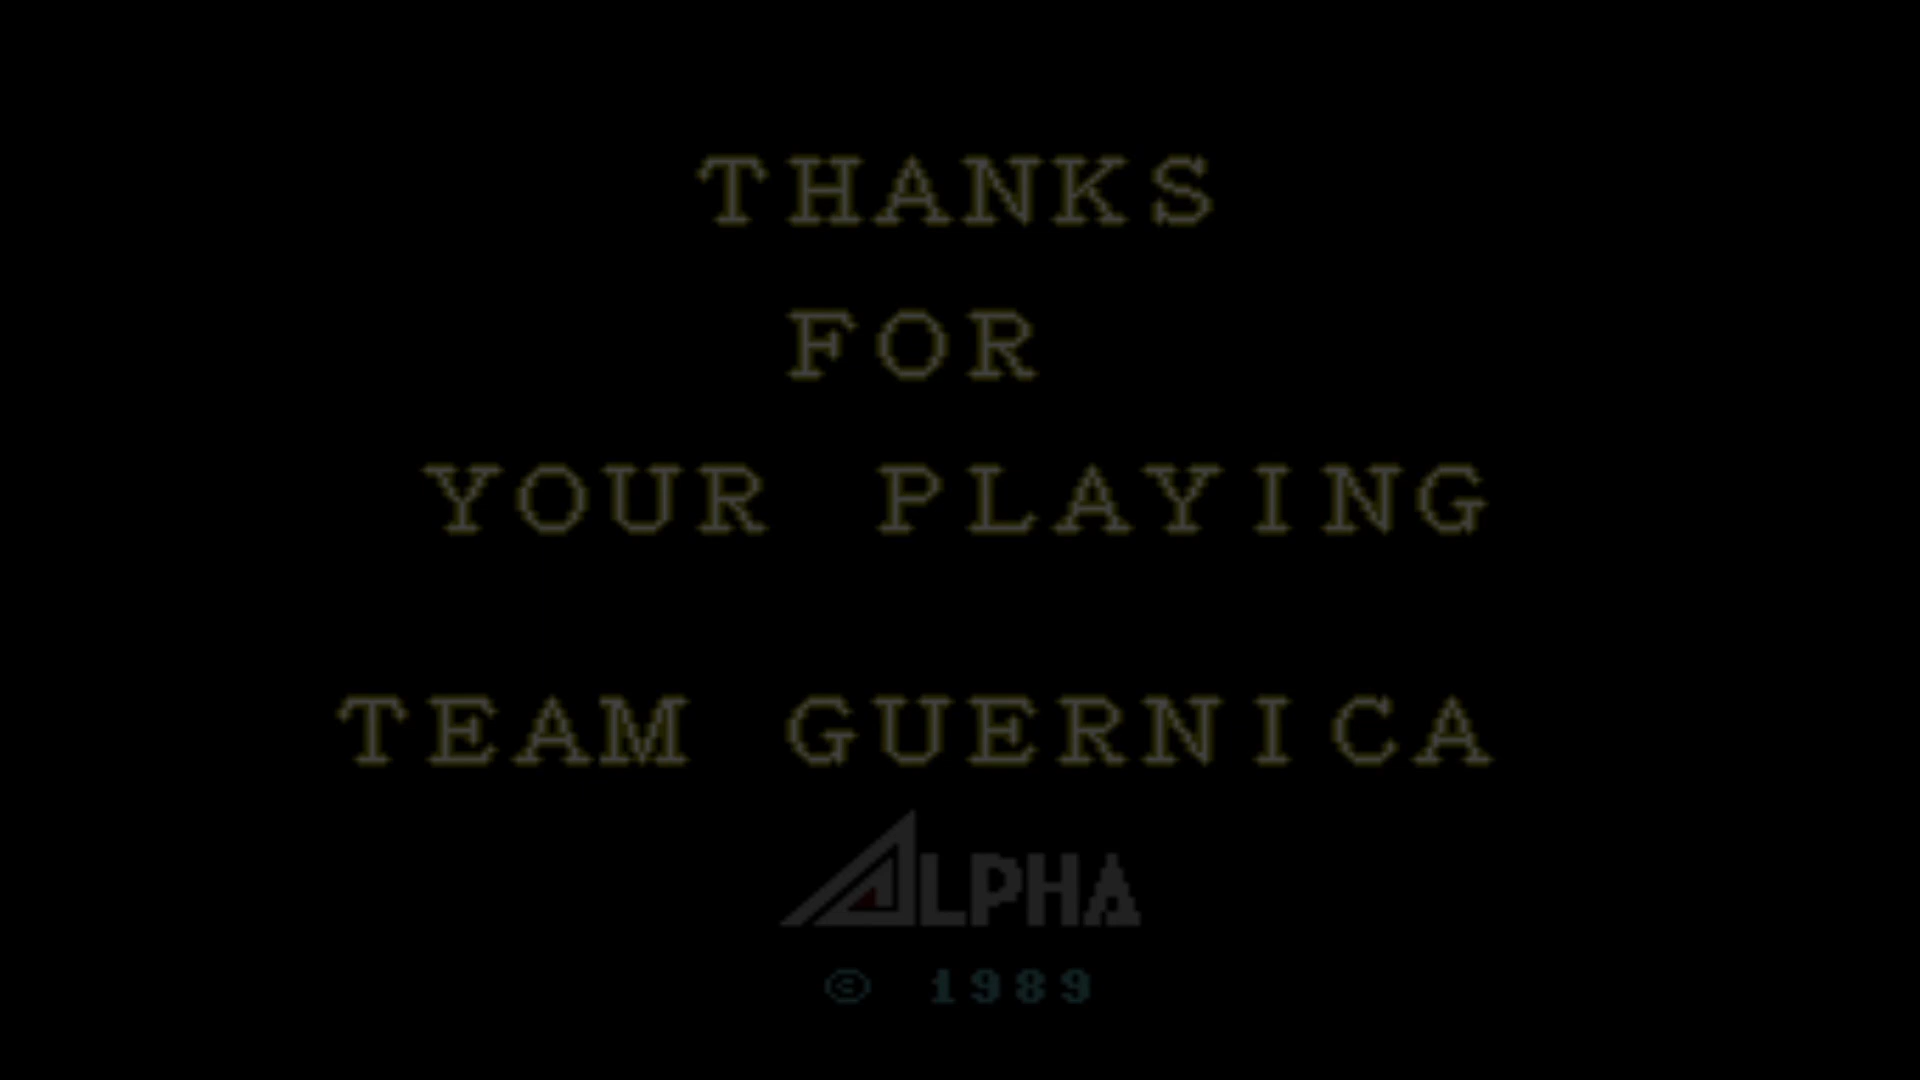 THANKS
FOR
YOUR PLAYING
TEAM GUERNICA
ALPHA
© 1989